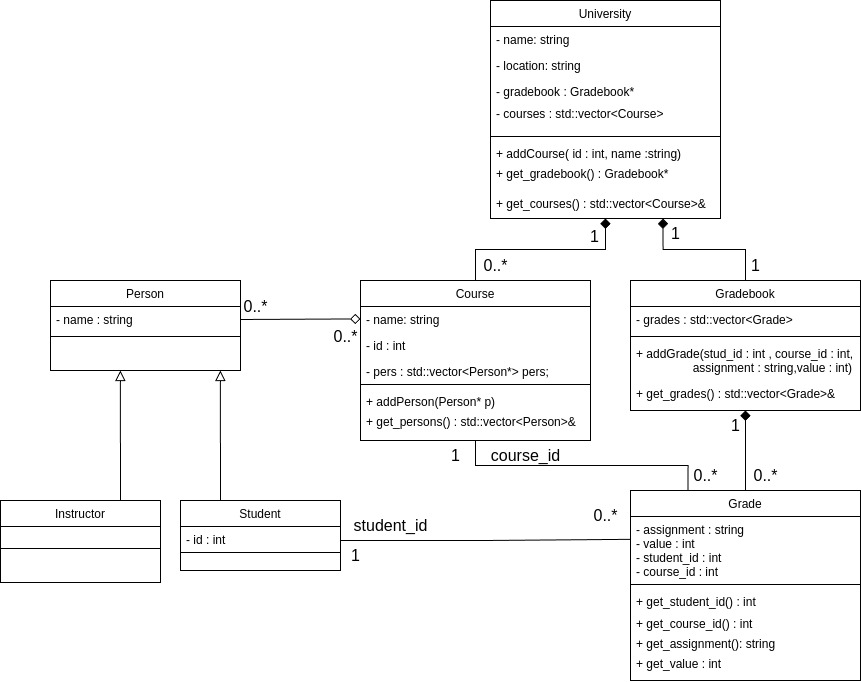 University
- name: string
- location: string
- gradebook : Gradebook*
- courses : std::vector<Course>
+ addCourse( id : int, name :string)
+ get_gradebook() : Gradebook*
+ get_courses() : std::vector<Course>&
1
1
0..*
1
Person
- name : string
0..*
0..*
Course
- name: string
- id : int
- pers : std::vector<Person*> pers;
+ addPerson(Person* p)
+ get_persons() : std::vector<Person>&
Gradebook
- grades : std::vector<Grade>
+ addGrade(stud_id : int , course_id : int,
assignment : string,value : int)
+ get_grades() : std::vector<Grade>&
1
1
course_id
0..*
0..*
Instructor
Student
- id : int
student_id
1
0..*
Grade
- assignment : string
- value : int
- student_id : int
- course_id : int
+ get_student_id() : int
+ get_course_id() : int
+ get_assignment(): string
+ get_value : int